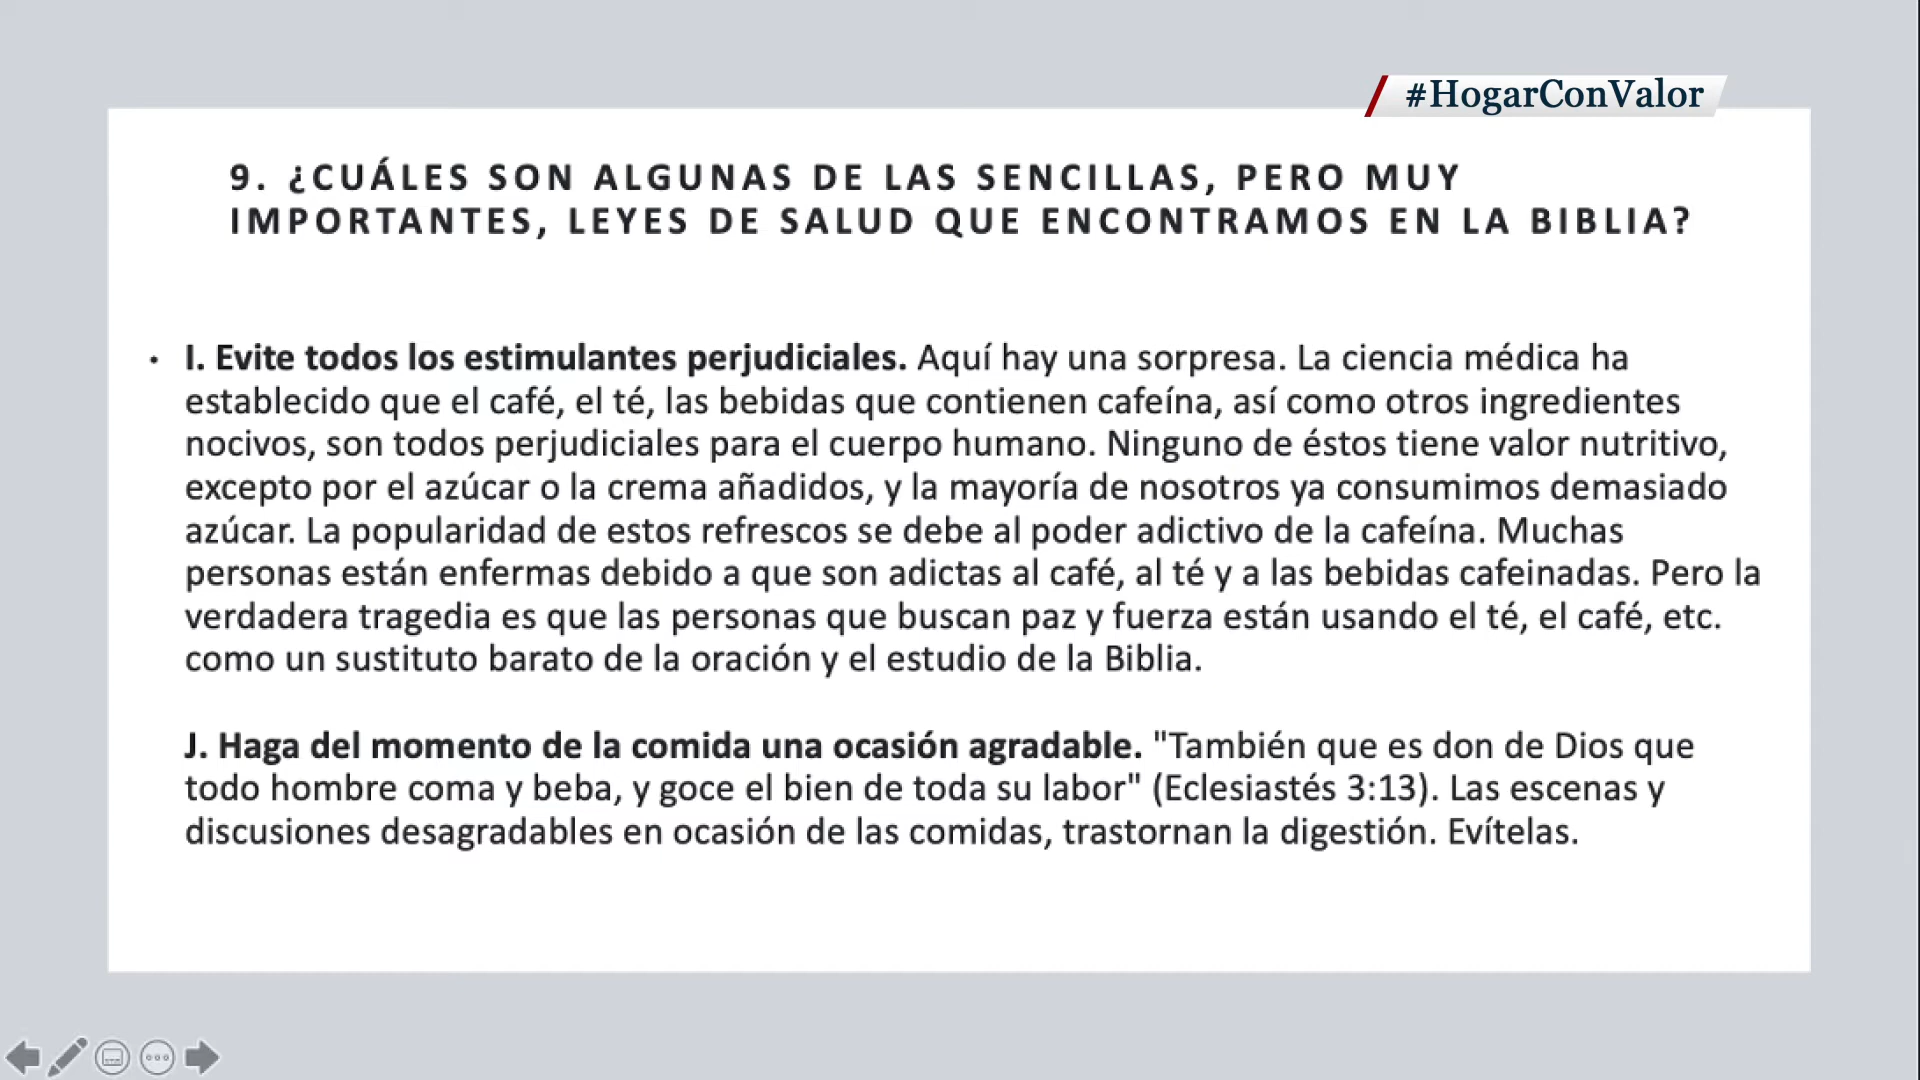 #HogarConValor
9. ¿CUÁLES SON ALGUNAS DE LAS SENCILLAS, PERO MUY
IMPORTANTES, LEYES DE SALUD QUE ENCONTRAMOS EN LA BIBLIA?
• I. Evite todos los estimulantes perjudiciales. Aquí hay una sorpresa. La ciencia médica ha
establecido que el café, el té, las bebidas que contienen cafeína, así como otros ingredientes
nocivos, son todos perjudiciales para el cuerpo humano. Ninguno de éstos tiene valor nutritivo,
excepto por el azúcar o la crema añadidos, y la mayoría de nosotros ya consumimos demasiado
azúcar. La popularidad de estos refrescos se debe al poder adictivo de la cafeína. Muchas
personas están enfermas debido a que son adictas al café, al té y a las bebidas cafeinadas. Pero la
verdadera tragedia es que las personas que buscan paz y fuerza están usando el té, el café, etc.
como un sustituto barato de la oración y el estudio de la Biblia.
J. Haga del momento de la comida una ocasión agradable. "También que es don de Dios que
todo hombre coma y beba, y goce el bien de toda su labor" (Eclesiastés 3:13). Las escenas y
discusiones desagradables en ocasión de las comidas, trastornan la digestión. Evítelas.